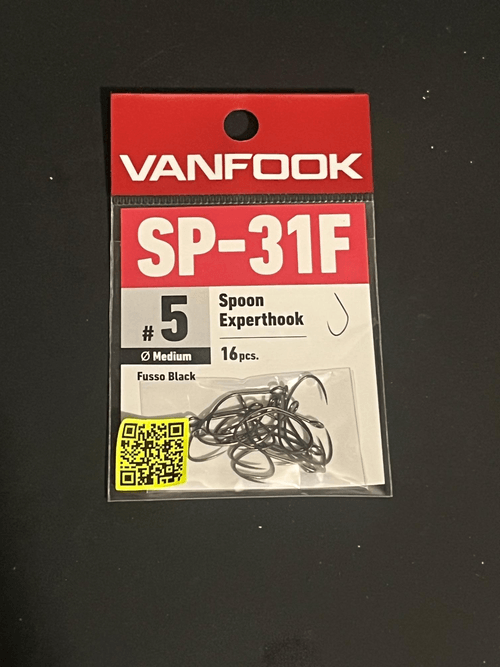 VANFOOK
SP-31F
#5
Ø Medium
Fusso Black
Spoon
Experthook
16pcs.